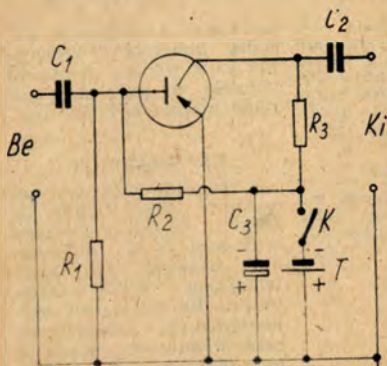 C2
C1
R3
Be
Ki
R2
C3
-
K
-
R1
+
+
T